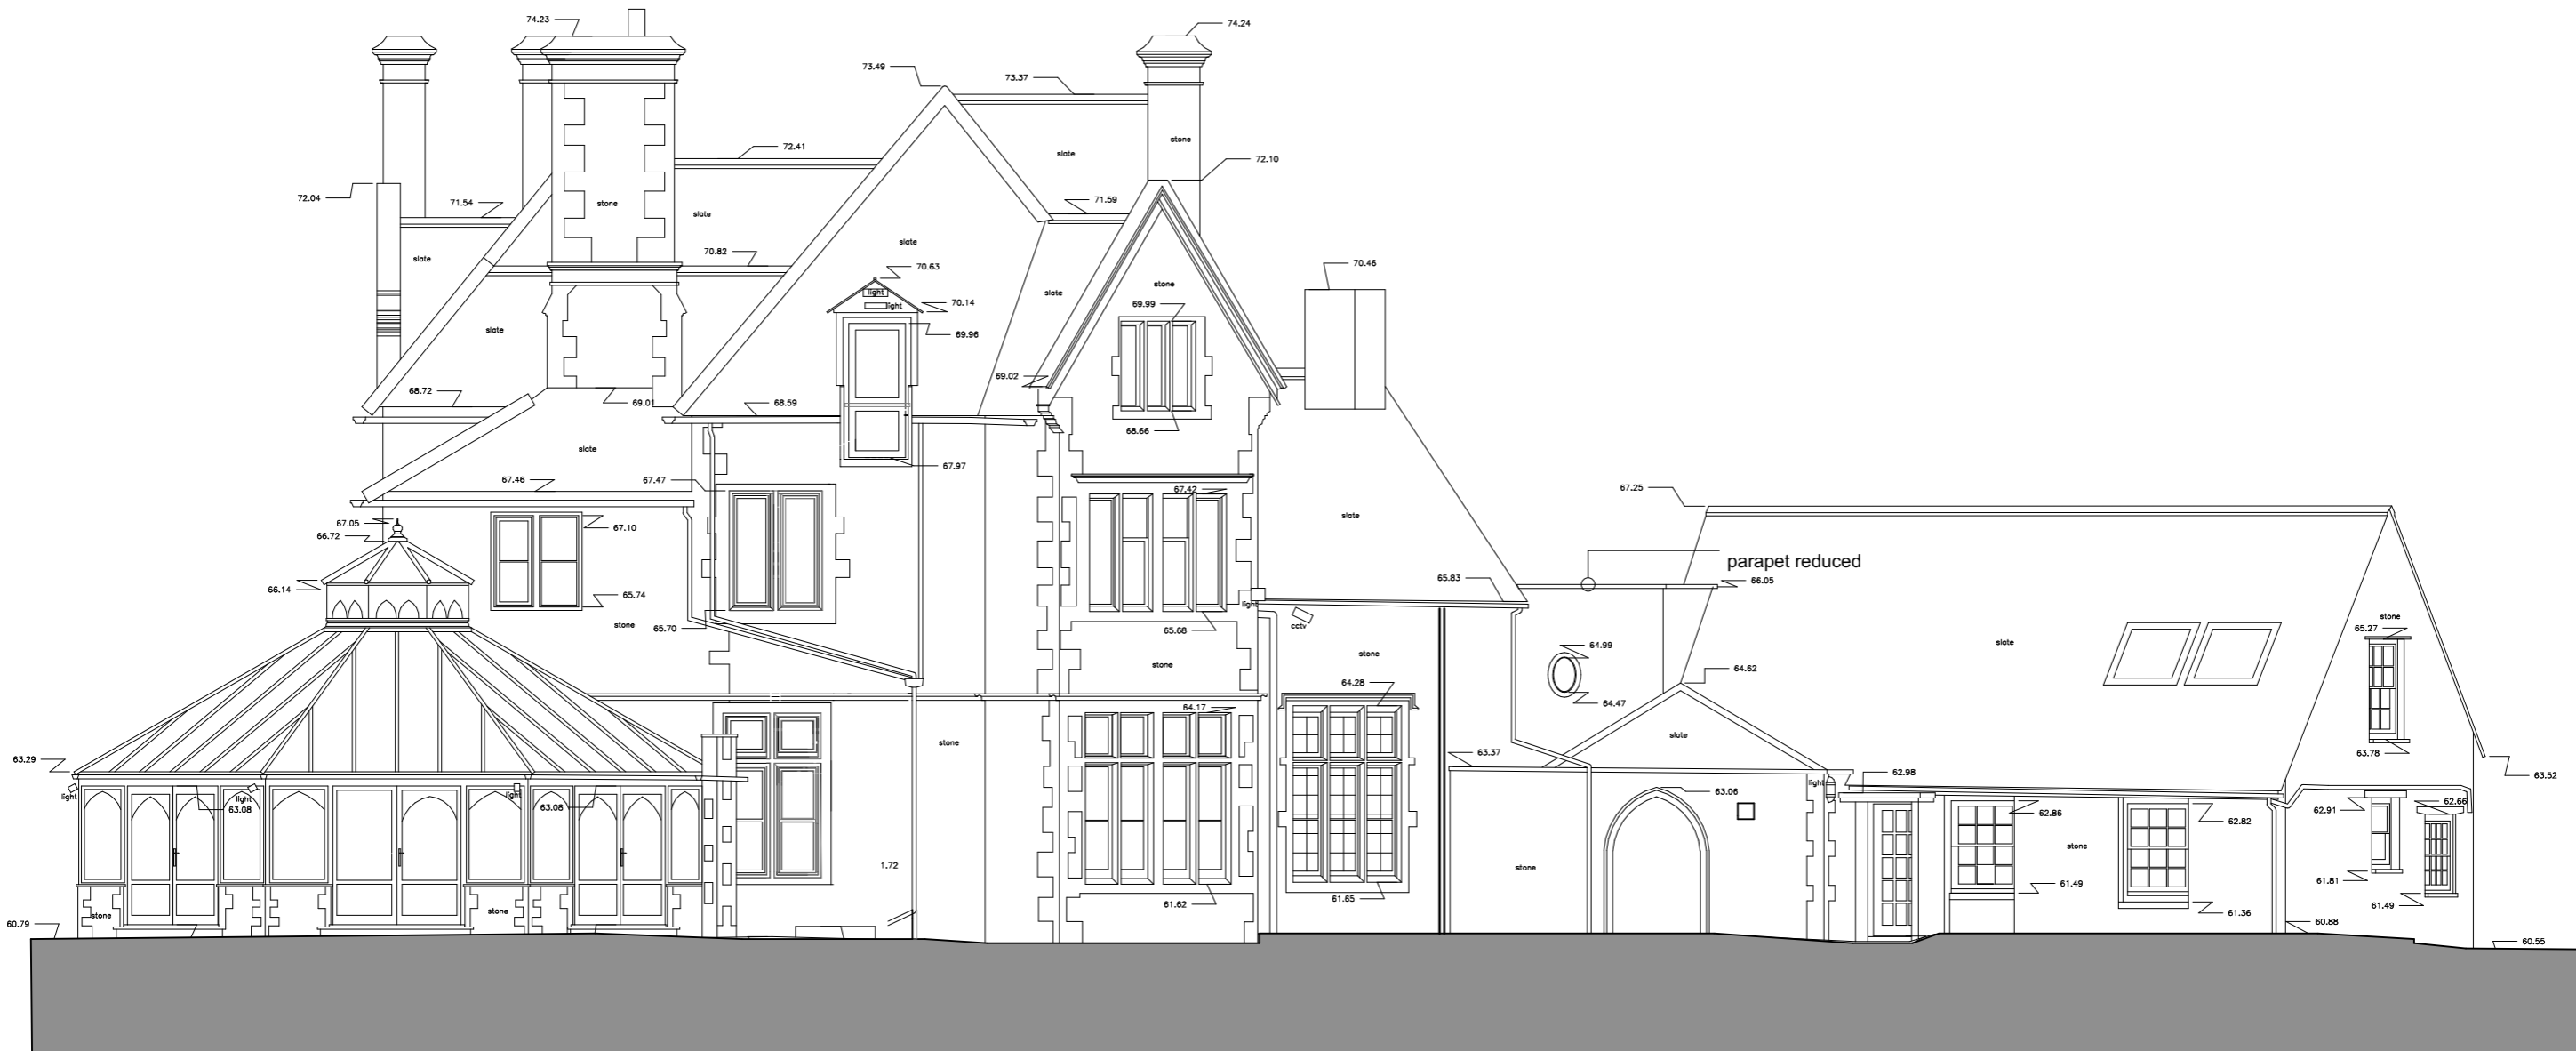 74.23
74.24
73.49
73.37
stone
72.41
slate
72.10
72.04
71.54
stone
slate
71.59
slate
70.82
slate
70.63
70.46
light
light
slate
stone
70.14
69.99
69.96
slate
69.02
68.72
69.01
68.59
68.66
slate
67.97
67.46
67.47
67.42
67.25
67.05
67.10
66.72
slate
parapet reduced
66.14
65.74
65.83
66.05
stone
65.70
light
cctv
65.68
stone
65.27
slate
64.99
stone
stone
64.62
64.28
64.47
64.17
slate
stone
63.78
63.29
63.37
63.52
62.98
light
light
light
light
63.08
63.08
63.06
62.91
62.66
62.86
62.82
stone
1.72
stone
61.81
61.49
61.62
61.65
61.49
61.36
stone
stone
60.79
60.88
60.55